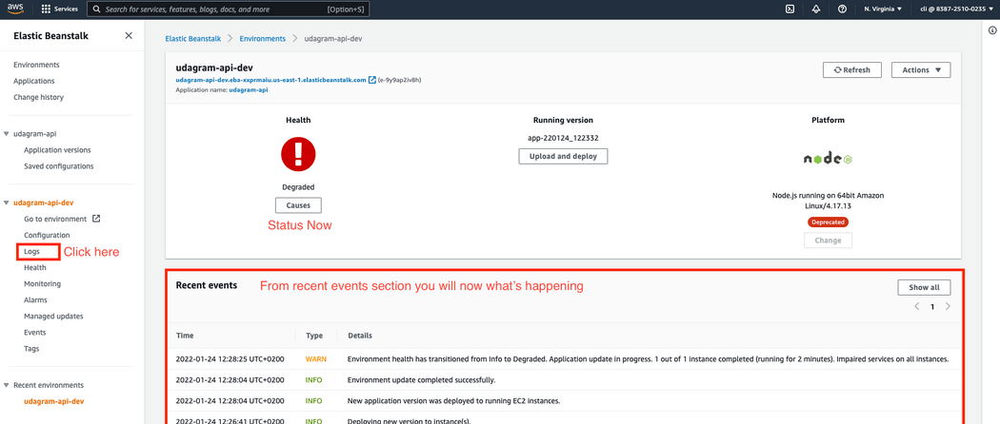 aws
Services
Search for services, features, blogs, docs, and more
[Option+S]
N. Virginia
cli @ 8387-2510-0235
Elastic Beanstalk
Environments
Applications
Change history
udagram-api
Application versions
Saved configurations
udagram-api-dev
Go to environment
Configuration
Logs
Click here
Health
Monitoring
Alarms
Managed updates
Events
Tags
Recent environments
udagram-api-dev
Elastic Beanstalk
Environments
udagram-api-dev
udagram-api-dev
udagram-api-dev.eba-xxprmaiu.us-east-1.elasticbeanstalk.com (e-9y9ap2iv8h)
Application name: udagram-api
Refresh
Actions
Health
Degraded
Causes
Status Now
Running version
app-220124_122332
Upload and deploy
Platform
node
Node.js running on 64bit Amazon
Linux/4.17.13
Deprecated
Change
Recent events
From recent events section you will now what's happening
Show all
1
Time Type Details
2022-01-24 12:28:25 UTC+0200 WARN Environment health has transitioned from Info to Degraded. Application update in progress. 1 out of 1 instance completed (running for 2 minutes). Impaired services on all instances.
2022-01-24 12:28:04 UTC+0200 INFO Environment update completed successfully.
2022-01-24 12:28:04 UTC+0200 INFO New application version was deployed to running EC2 instances.
2022-01-24 12:26:41 UTC+0200 INFO Deploying new version to instance(s).